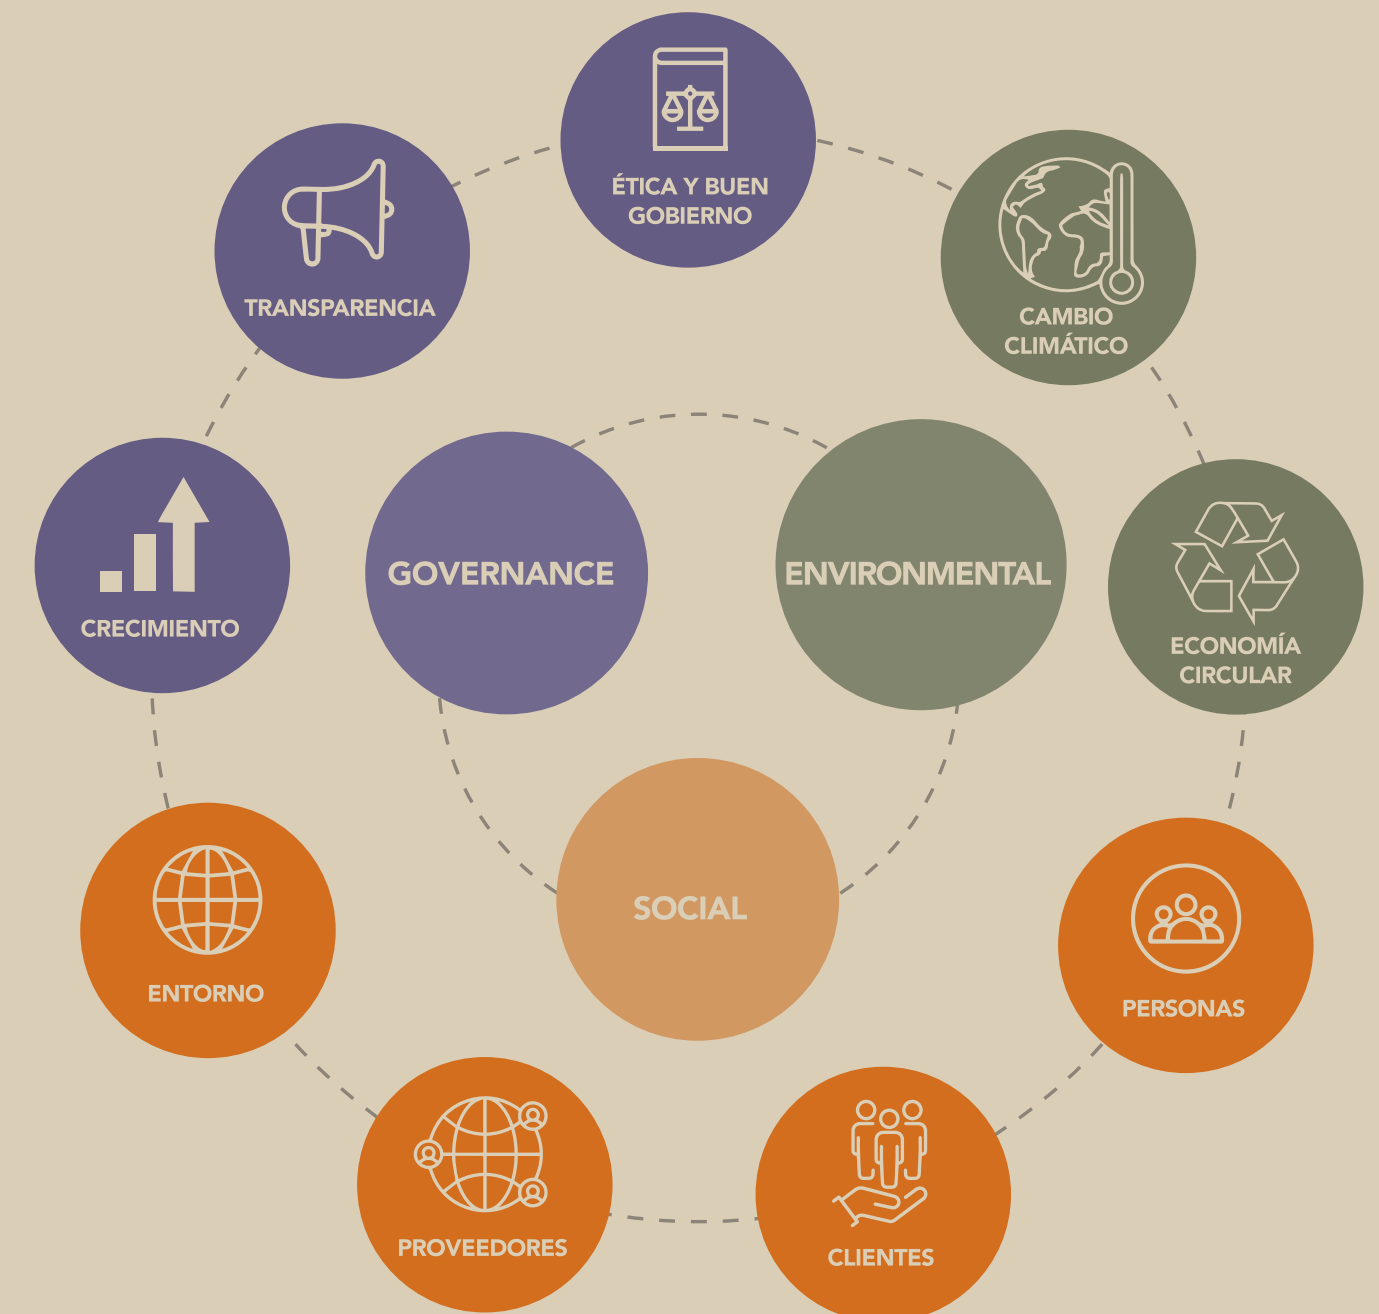 ÉTICA Y BUEN
GOBIERNO
TRANSPARENCIA
CAMBIO
CLIMÁTICO
GOVERNANCE
ENVIRONMENTAL
CRECIMIENTO
ECONOMÍA
CIRCULAR
SOCIAL
ENTORNO
PERSONAS
PROVEEDORES
CLIENTES